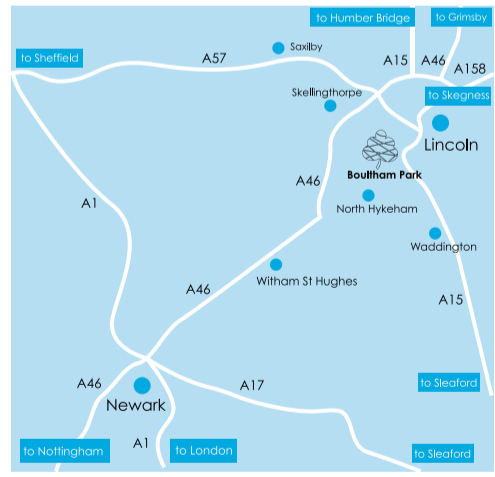 to Humber Bridge
to Grimsby
Saxilby
to Sheffield
A57
A15
A46
A158
Skellingthorpe
to Skegness
Lincoln
Boultham Park
A46
A1
North Hykeham
Waddington
Witham St Hughes
A46
A15
A46
to Sleaford
A17
Newark
A1
to Nottingham
to London
to Sleaford